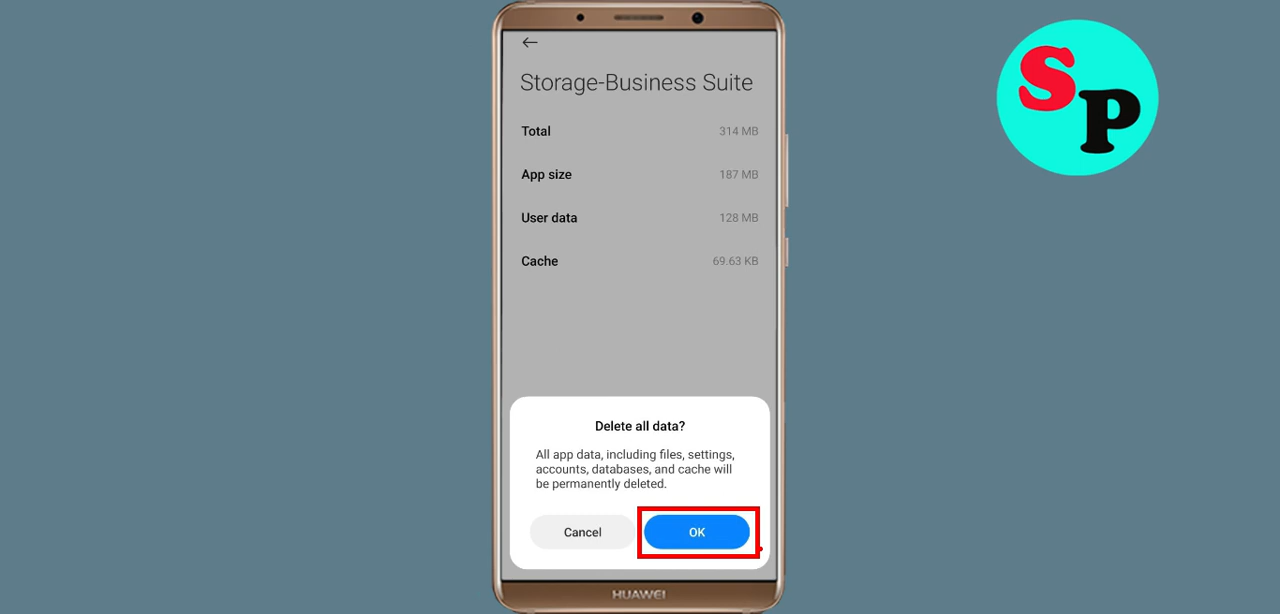 S
P
Storage-Business Suite
Total 314 MB
App size 187 MB
User data 128 MB
Cache 69.63 KB
Delete all data?
All app data, including files, settings,
accounts, databases, and cache will
be permanently deleted.
Cancel OK
HUAWEI